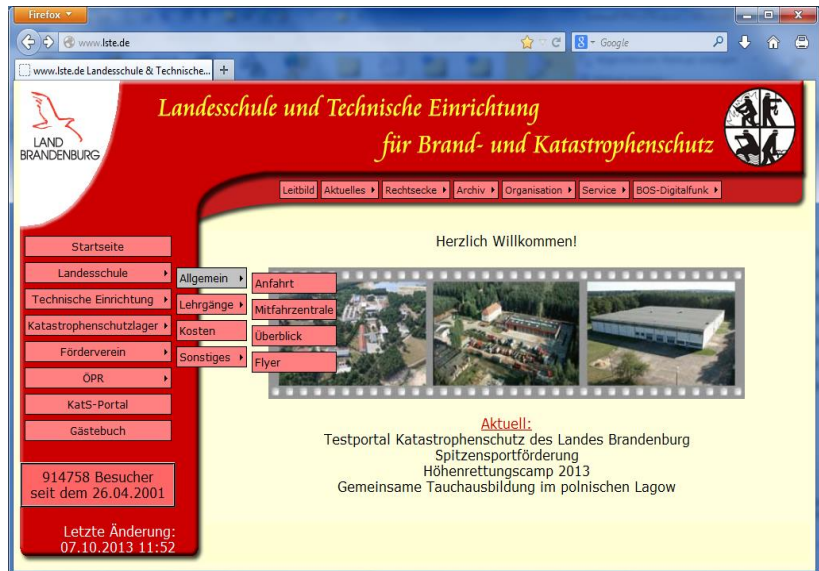 Firefox
www.lste.de
Google
www.lste.de Landesschule & Technische...
Landesschule und Technische Einrichtung
für Brand- und Katastrophenschutz
LAND
BRANDENBURG
Leitbild Aktuelles Rechtsecke Archiv Organisation Service BOS-Digitalfunk
Herzlich Willkommen!
Startseite
Landesschule
Technische Einrichtung
Katastrophenschutzlager
Förderverein
ÖPR
KatS-Portal
Gästebuch
Allgemein
Lehrgänge
Kosten
Sonstiges
Anfahrt
Mitfahrzentrale
Überblick
Flyer
Aktuell:
Testportal Katastrophenschutz des Landes Brandenburg
Spitzensportförderung
Höhenrettungscamp 2013
Gemeinsame Tauchausbildung im polnischen Lagow
914758 Besucher
seit dem 26.04.2001
Letzte Änderung:
07.10.2013 11:52